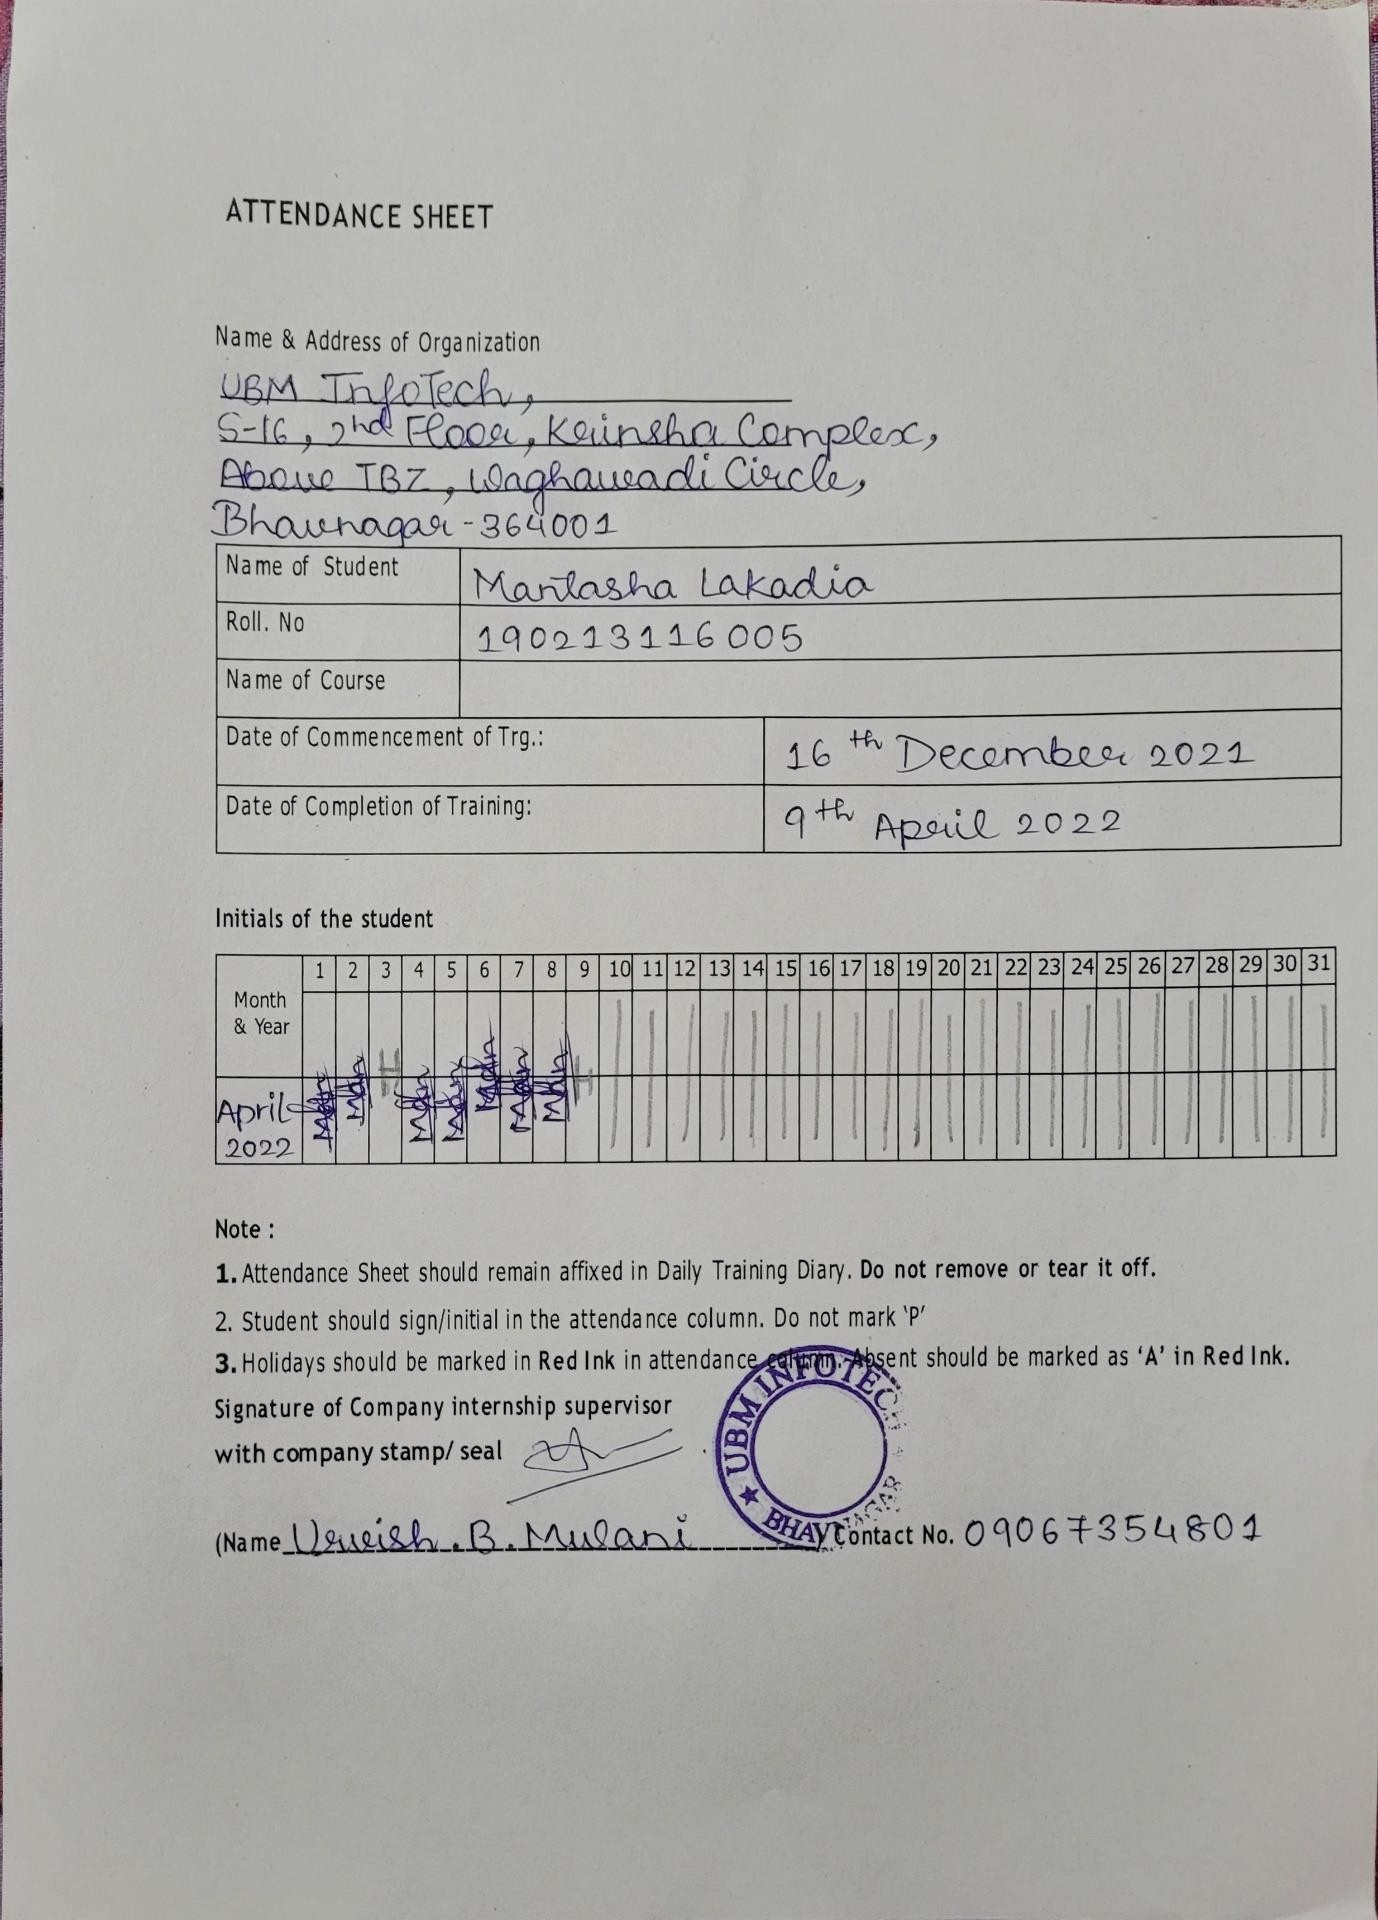 ATTENDANCE SHEET
Name & Address of Organization
UBM InfoTech,
S-16, 2nd Floor, Krinsha Complex,
Above TBZ, Waghawadi Circle,
Bhavnagar-364001
Name of Student Mantasha Lakadia
Roll. No 190213116005
Name of Course
Date of Commencement of Trg.: 16th December 2021
Date of Completion of Training: 9th April 2022
Initials of the student
Month & Year 1 2 3 4 5 6 7 8 9 10 11 12 13 14 15 16 17 18 19 20 21 22 23 24 25 26 27 28 29 30 31
H H
April
2022
Note :
1. Attendance Sheet should remain affixed in Daily Training Diary. Do not remove or tear it off.
2. Student should sign/initial in the attendance column. Do not mark 'P'
3. Holidays should be marked in Red Ink in attendance column. Absent should be marked as 'A' in Red Ink.
Signature of Company internship supervisor
with company stamp/ seal
UBM INFOTECH
★ BHAVNAGAR
(Name Urvish. B. Mulani Contact No. 09067354801